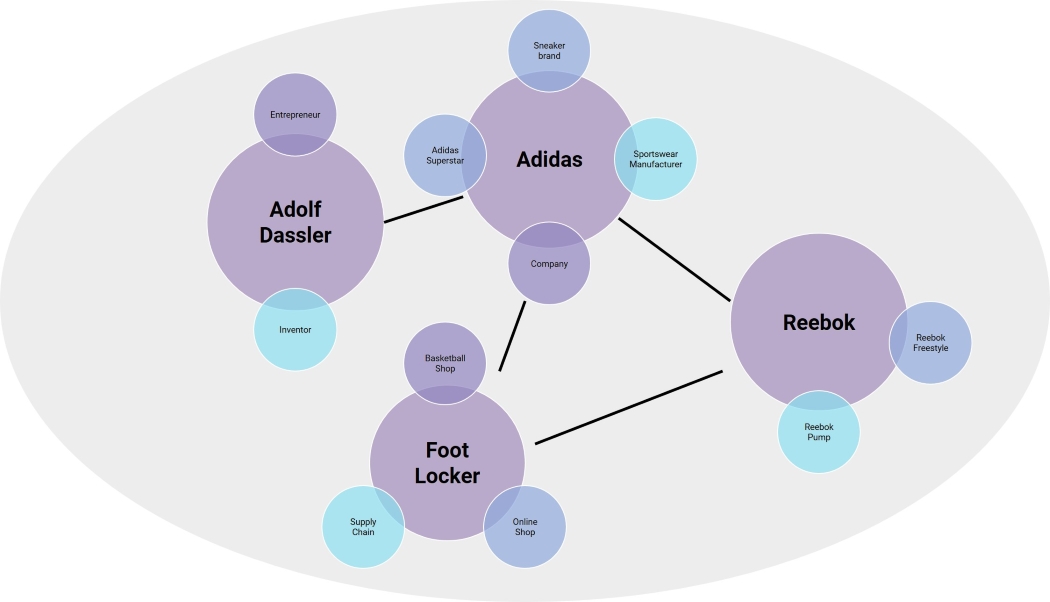 Sneaker
brand
Entrepreneur
Adidas
Superstar
Adidas
Sportswear
Manufacturer
Adolf
Dassler
Company
Inventor
Reebok
Reebok
Freestyle
Basketball
Shop
Reebok
Pump
Foot
Locker
Supply
Chain
Online
Shop